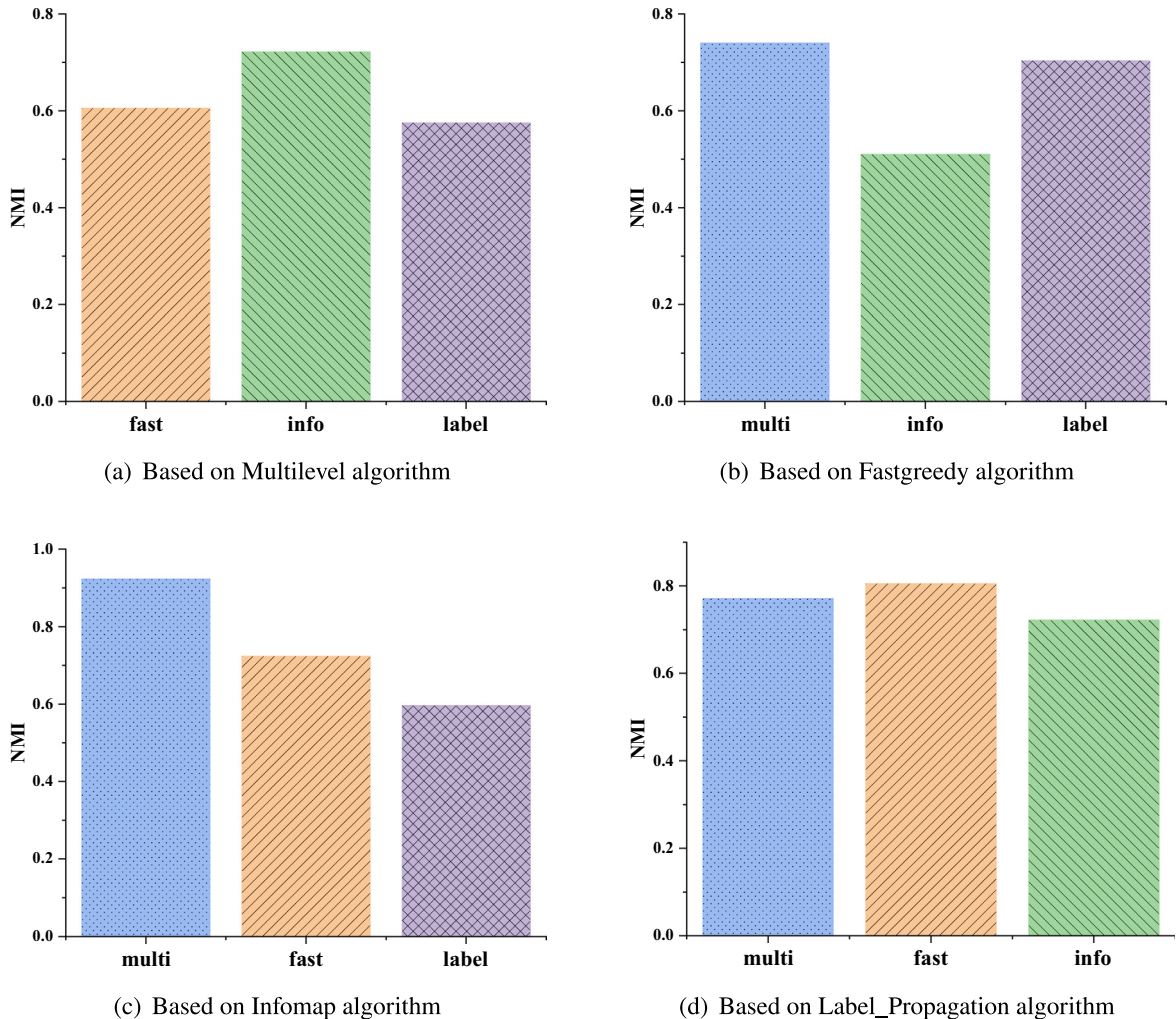 0.8
0.6
0.4
0.2
0.0
NMI
fast info label
(a) Based on Multilevel algorithm
0.8
0.6
0.4
0.2
0.0
NMI
multi info label
(b) Based on Fastgreedy algorithm
1.0
0.8
0.6
0.4
0.2
0.0
NMI
multi fast label
(c) Based on Infomap algorithm
0.8
0.6
0.4
0.2
0.0
NMI
multi fast info
(d) Based on Label_Propagation algorithm